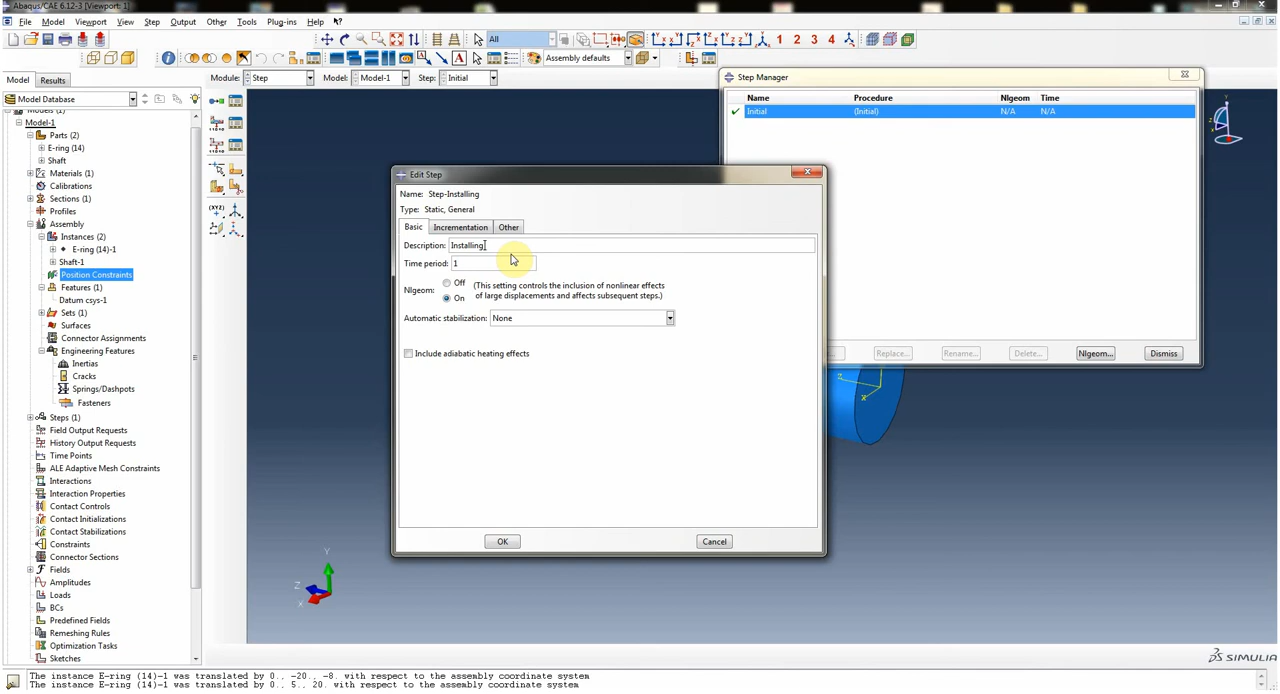 Abaqus/CAE 6.12-3 [Viewport: 1]
File Model Viewport View Step Output Other Tools Plug-ins Help
All
1 2 3 4
Assembly defaults
Model Results
Module: Step Model: Model-1 Step: Initial
Model Database
Models (1)
Model-1
Parts (2)
E-ring (14)
Shaft
Materials (1)
Calibrations
Sections (1)
Profiles
Assembly
Instances (2)
E-ring (14)-1
Shaft-1
Position Constraints
Features (1)
Datum csys-1
Sets (1)
Surfaces
Connector Assignments
Engineering Features
Inertias
Cracks
Springs/Dashpots
Fasteners
Steps (1)
Field Output Requests
History Output Requests
Time Points
ALE Adaptive Mesh Constraints
Interactions
Interaction Properties
Contact Controls
Contact Initializations
Contact Stabilizations
Constraints
Connector Sections
Fields
Amplitudes
Loads
BCs
Predefined Fields
Remeshing Rules
Optimization Tasks
Sketches
Step Manager
Name Procedure Nlgeom Time
Initial (Initial) N/A N/A
Replace... Rename... Delete... Nlgeom... Dismiss
Edit Step
Name: Step-Installing
Type: Static, General
Basic Incrementation Other
Description: Installing
Time period: 1
Nlgeom:
Off
On
(This setting controls the inclusion of nonlinear effects
of large displacements and affects subsequent steps.)
Automatic stabilization: None
Include adiabatic heating effects
OK Cancel
Y
Z
X
SIMULIA
The instance E-ring (14)-1 was translated by 0., -20., -8. with respect to the assembly coordinate system
The instance E-ring (14)-1 was translated by 0., 5., 20. with respect to the assembly coordinate system